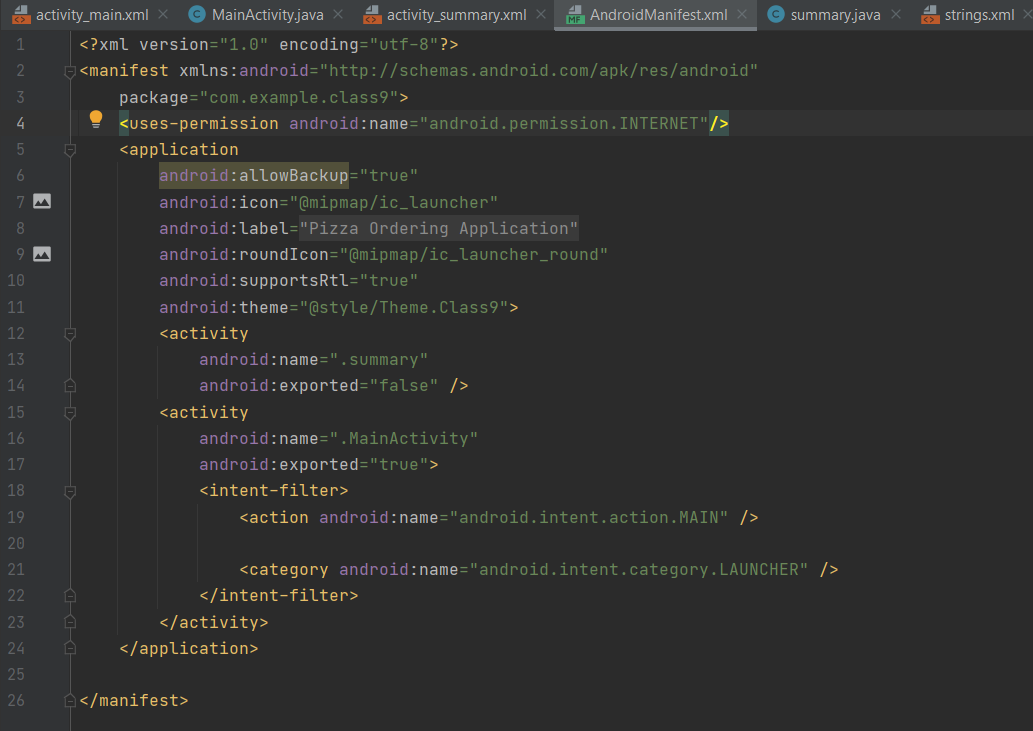 activity_main.xml MainActivity.java activity_summary.xml AndroidManifest.xml summary.java strings.xml
1 <?xml version="1.0" encoding="utf-8"?>
2 <manifest xmlns:android="http://schemas.android.com/apk/res/android"
3 package="com.example.class9">
4 <uses-permission android:name="android.permission.INTERNET"/>
5 <application
6 android:allowBackup="true"
7 android:icon="@mipmap/ic_launcher"
8 android:label="Pizza Ordering Application"
9 android:roundIcon="@mipmap/ic_launcher_round"
10 android:supportsRtl="true"
11 android:theme="@style/Theme.Class9">
12 <activity
13 android:name=".summary"
14 android:exported="false" />
15 <activity
16 android:name=".MainActivity"
17 android:exported="true">
18 <intent-filter>
19 <action android:name="android.intent.action.MAIN" />
20
21 <category android:name="android.intent.category.LAUNCHER" />
22 </intent-filter>
23 </activity>
24 </application>
25
26 </manifest>